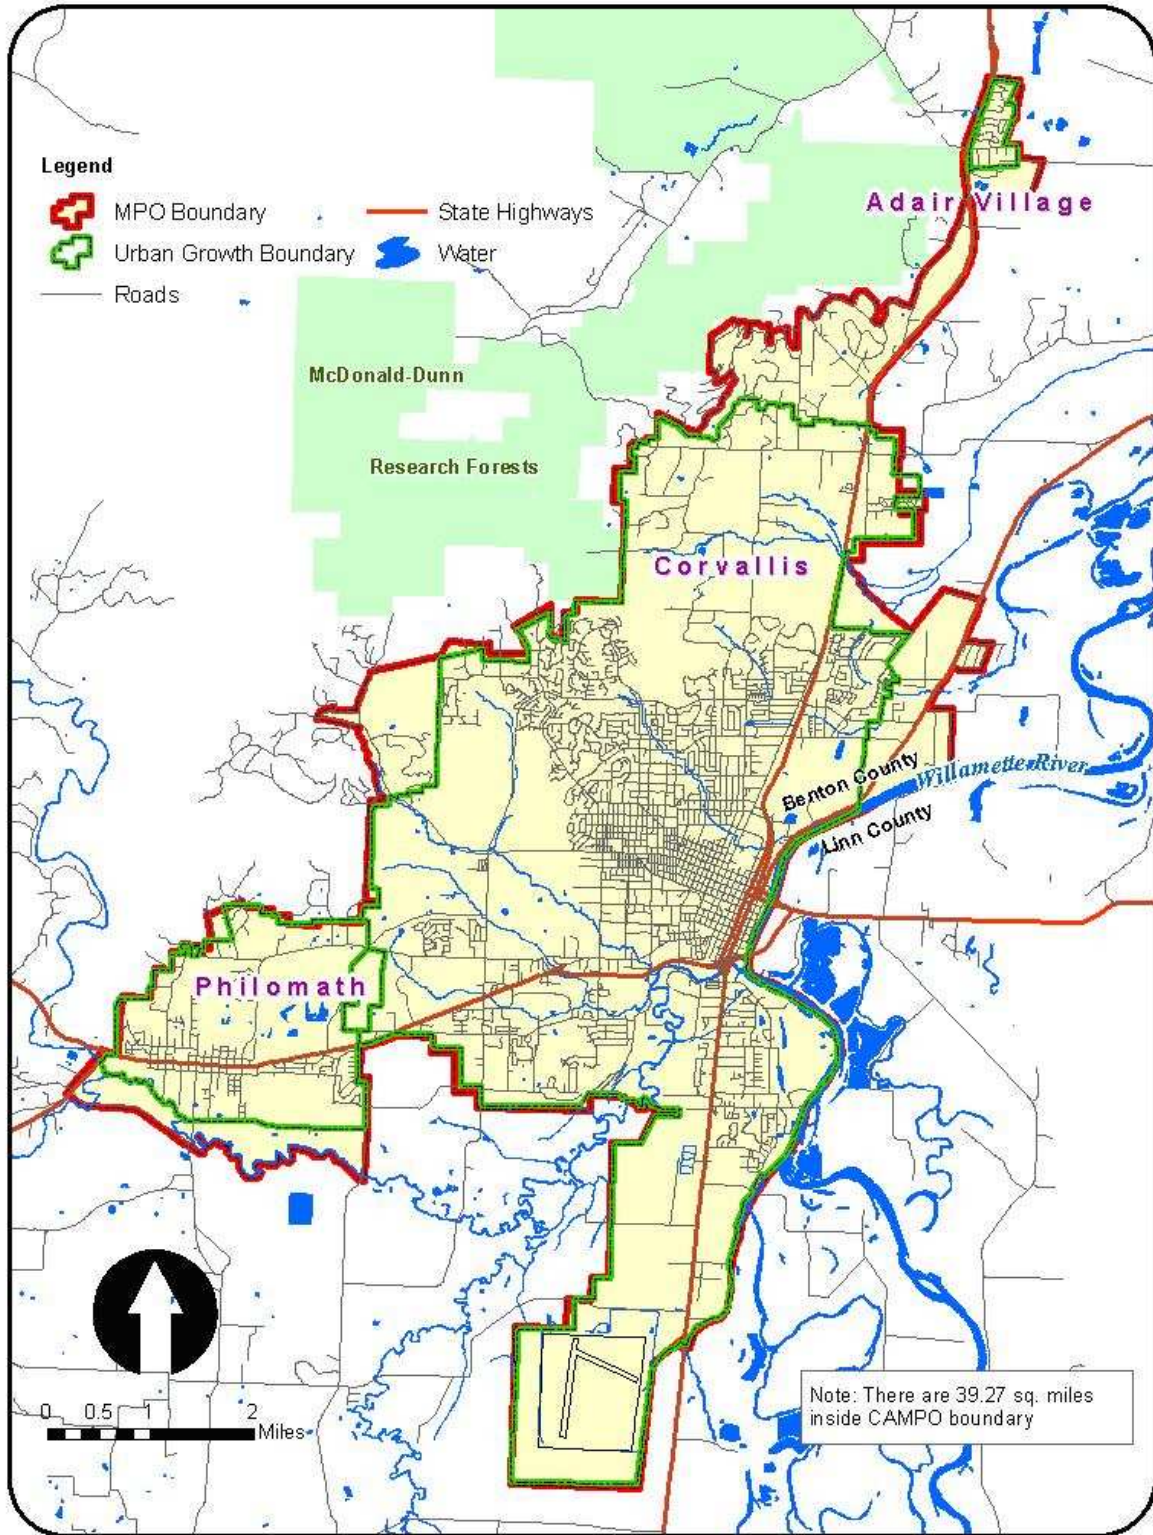 Legend
MPO Boundary
State Highways
Urban Growth Boundary
Water
Roads
Adair Village
McDonald-Dunn
Research Forests
Corvallis
Benton County
Willamette River
Linn County
Philomath
0 0.5 1 2
Miles
Note: There are 39.27 sq. miles
inside CAMPO boundary